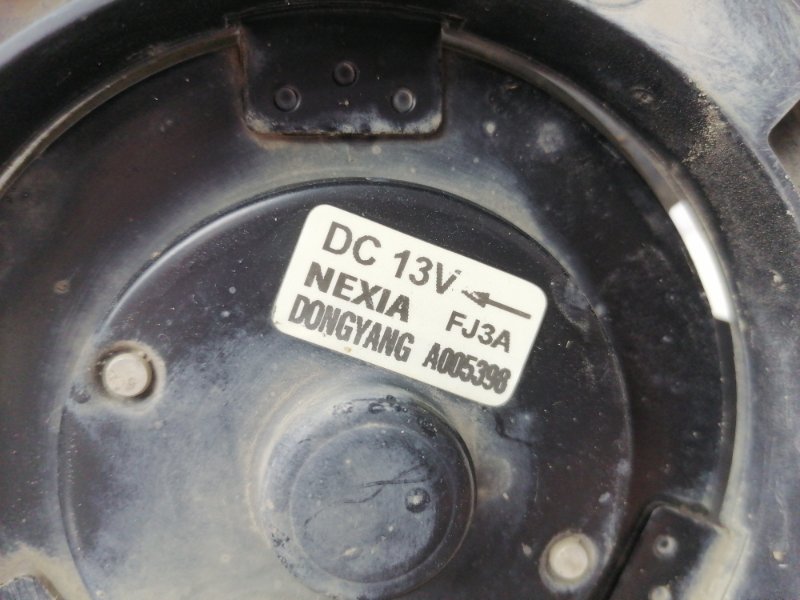 DC 13V
NEXIA FJ3A
DONGYANG A005398